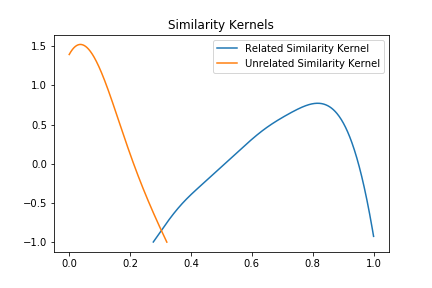 Similarity Kernels
Related Similarity Kernel
Unrelated Similarity Kernel
1.5
1.0
0.5
0.0
−0.5
−1.0
0.0 0.2 0.4 0.6 0.8 1.0